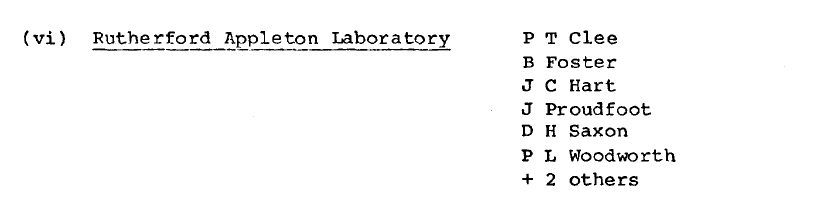 (vi) Rutherford Appleton Laboratory P T Clee
B Foster
J C Hart
J Proudfoot
D H Saxon
P L Woodworth
+ 2 others